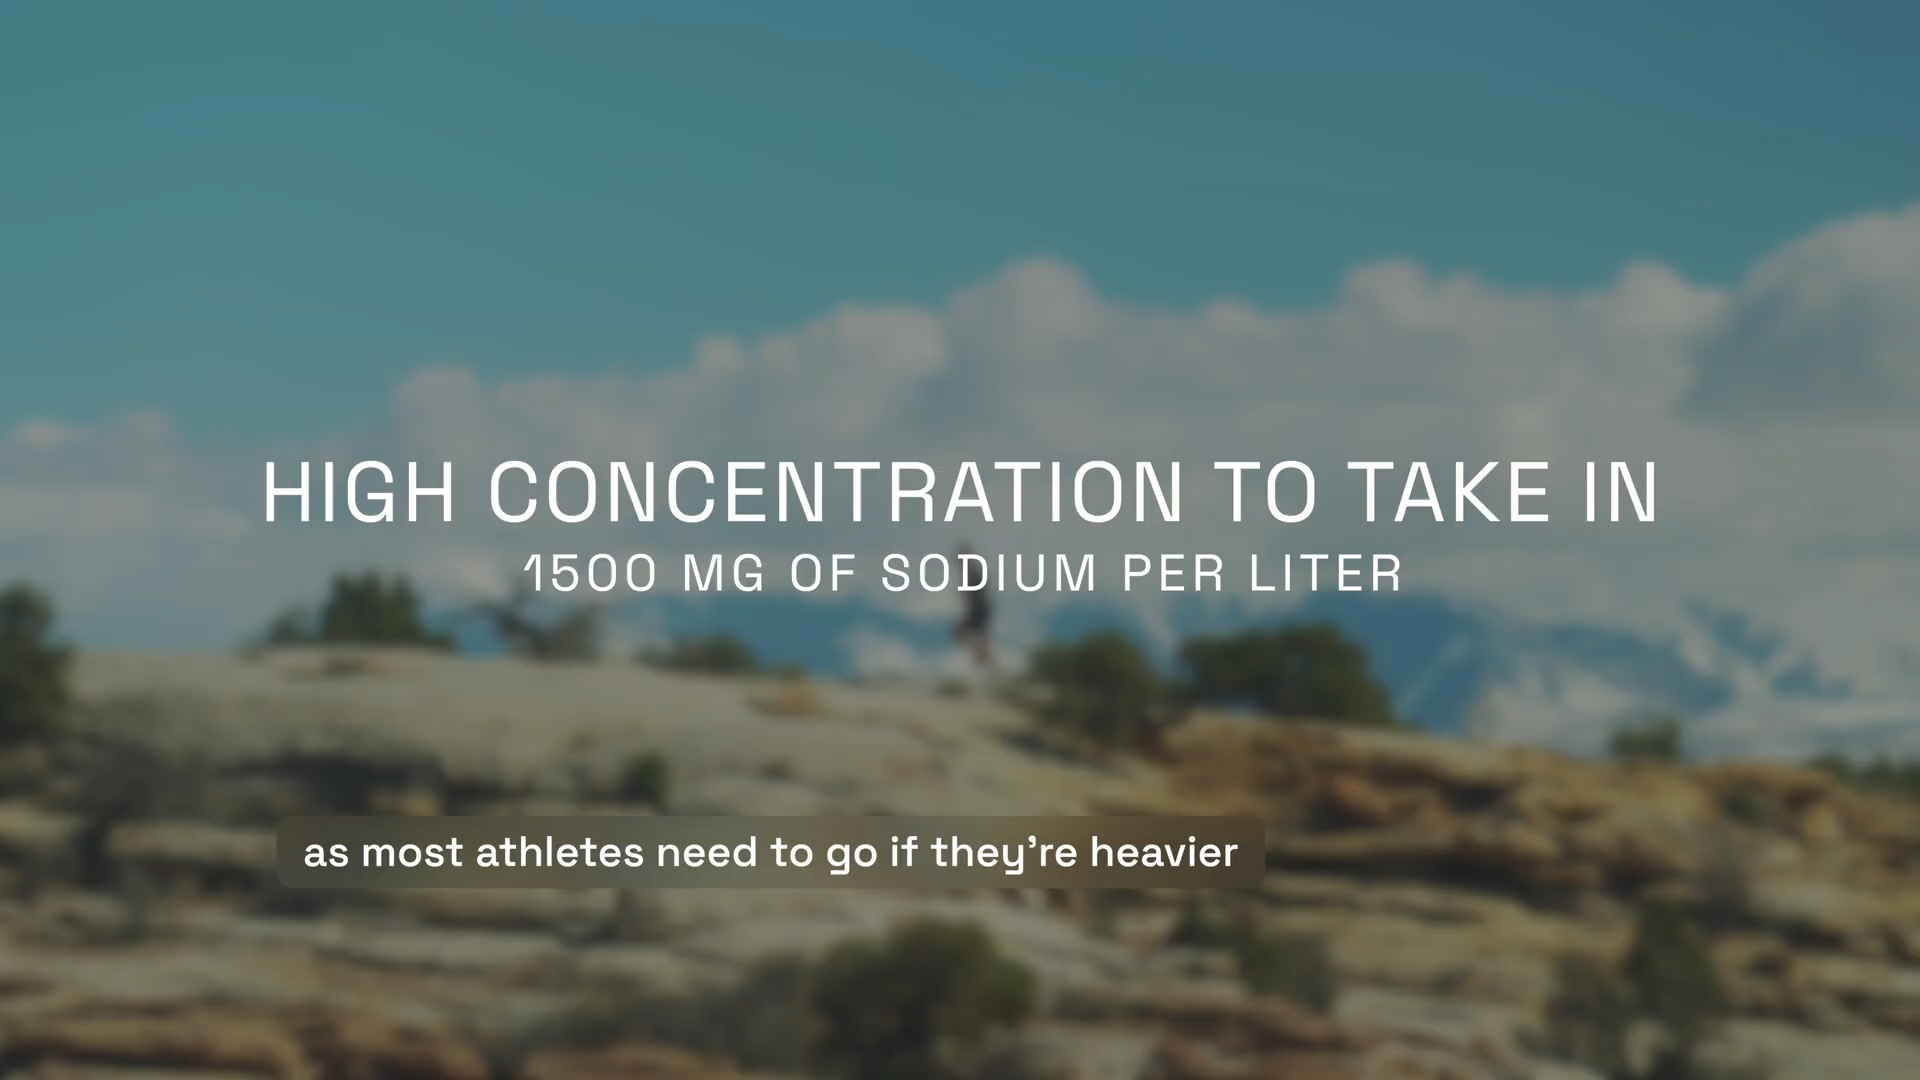 HIGH CONCENTRATION TO TAKE IN
1500 MG OF SODIUM PER LITER
as most athletes need to go if they're heavier